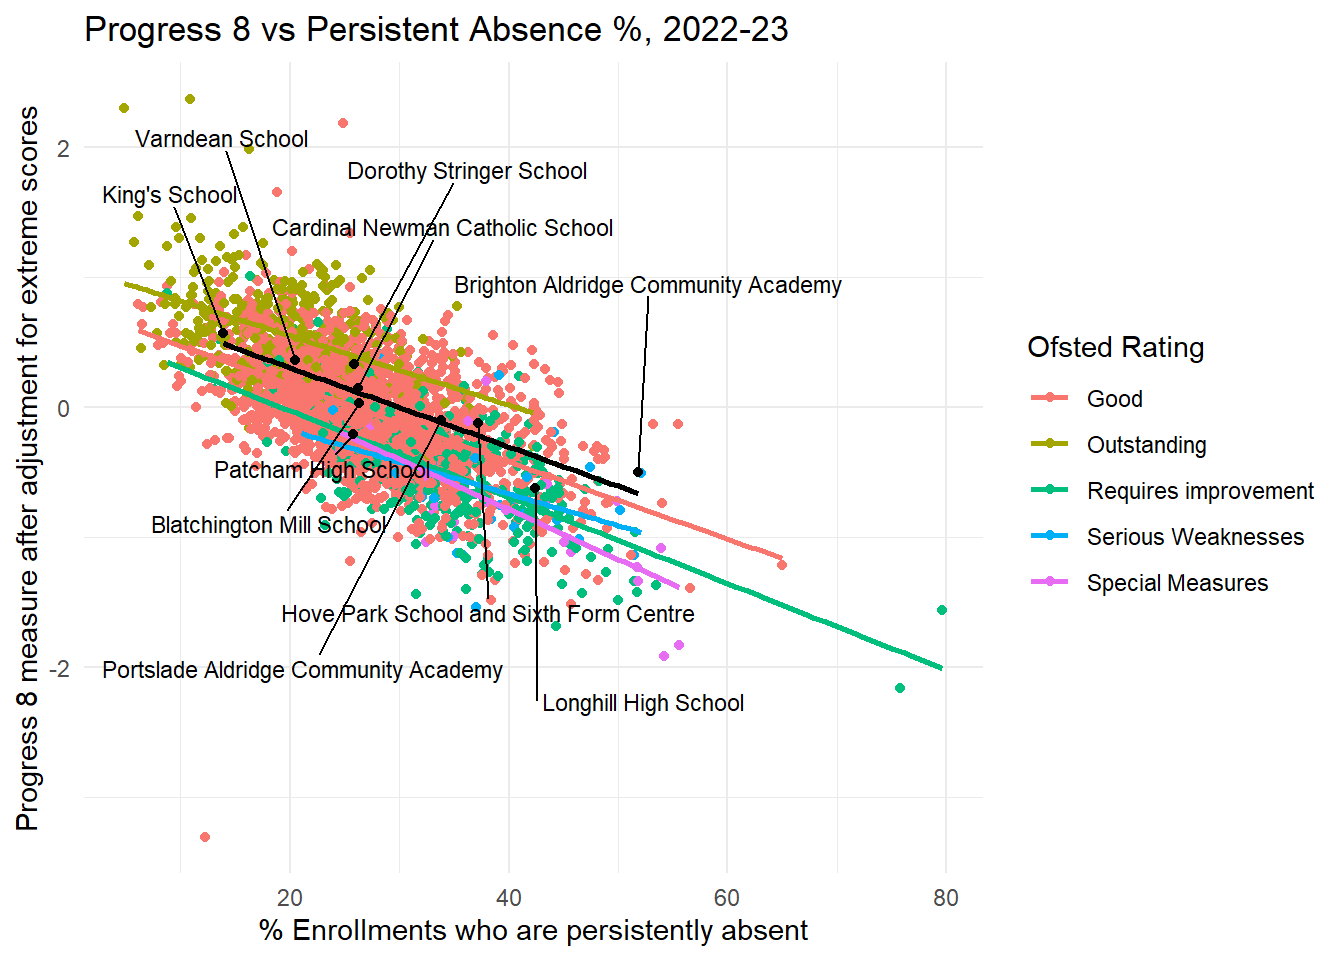 Progress 8 vs Persistent Absence %, 2022-23
Progress 8 measure after adjustment for extreme scores
2
0
-2
Varndean School
Dorothy Stringer School
King's School
Cardinal Newman Catholic School
Brighton Aldridge Community Academy
Patcham High School
Blatchington Mill School
Hove Park School and Sixth Form Centre
Portslade Aldridge Community Academy
Longhill High School
20
40
60
80
% Enrollments who are persistently absent
Ofsted Rating
Good
Outstanding
Requires improvement
Serious Weaknesses
Special Measures